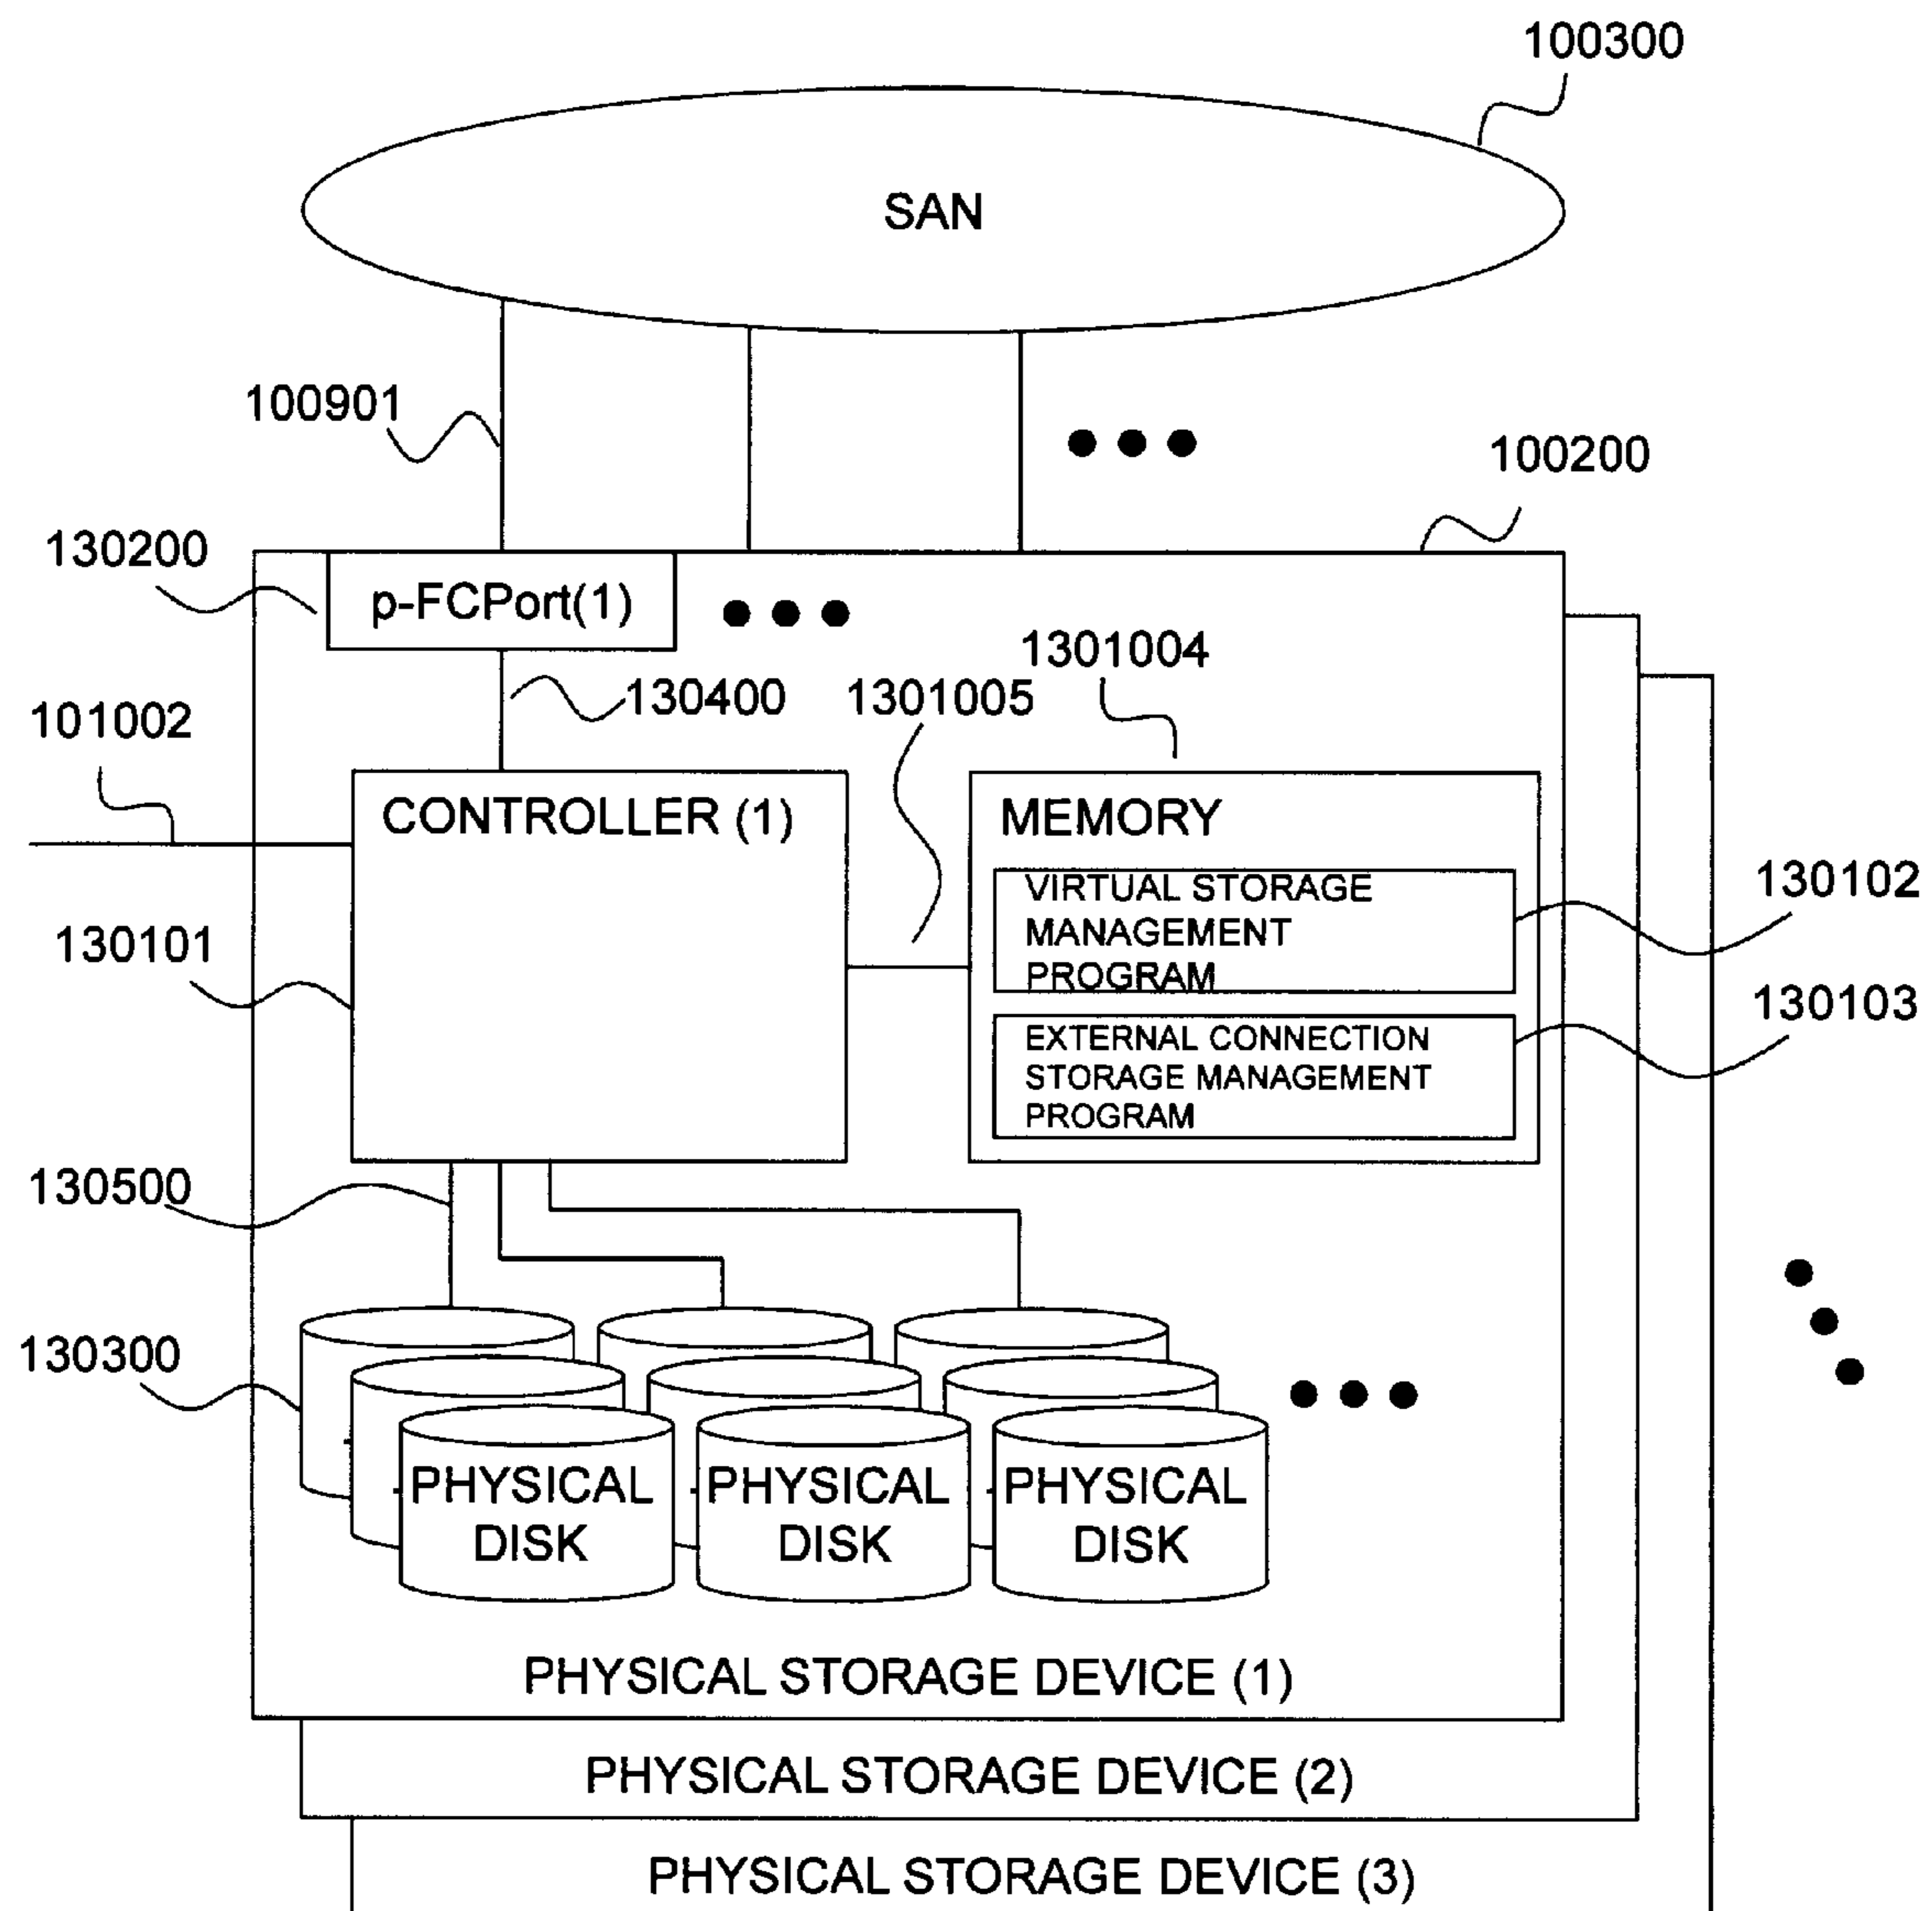 100300
SAN
100901
100200
130200
p-FCPort(1)
1301004
130400
1301005
101002
CONTROLLER (1)
MEMORY
VIRTUAL STORAGE
MANAGEMENT
PROGRAM
130102
130101
130103
EXTERNAL CONNECTION
STORAGE MANAGEMENT
PROGRAM
130500
130300
PHYSICAL
DISK
PHYSICAL
DISK
PHYSICAL
DISK
PHYSICAL STORAGE DEVICE (1)
PHYSICAL STORAGE DEVICE (2)
PHYSICAL STORAGE DEVICE (3)